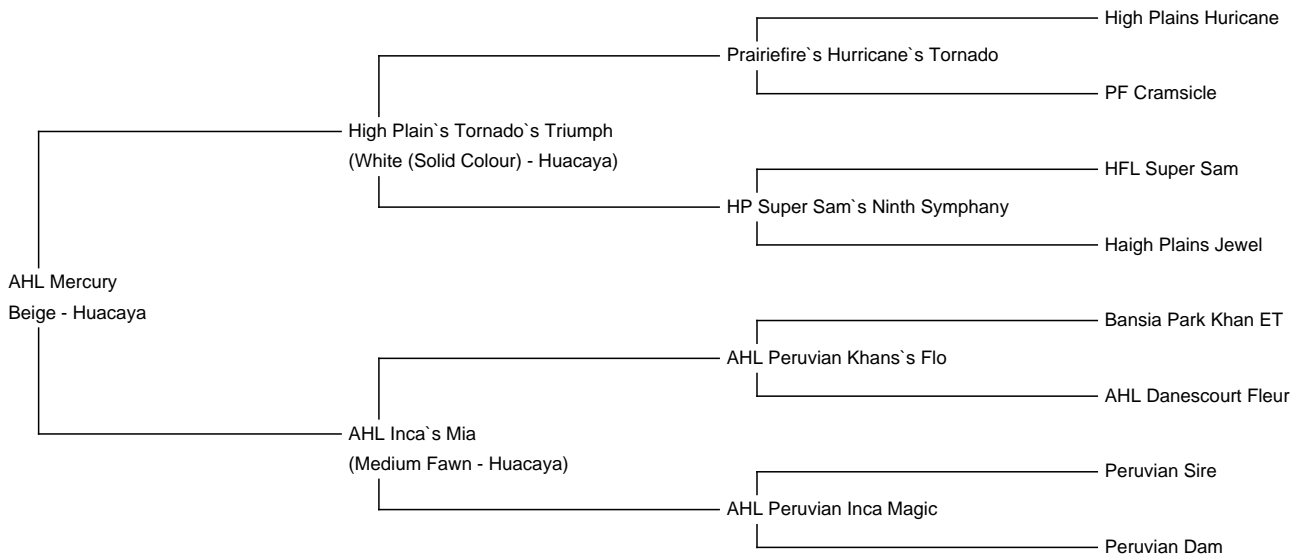 High Plains Huricane
Prairiefire`s Hurricane`s Tornado
PF Cramsicle
High Plain`s Tornado`s Triumph
(White (Solid Colour) - Huacaya)
HFL Super Sam
HP Super Sam`s Ninth Symphany
Haigh Plains Jewel
AHL Mercury
Beige - Huacaya
Bansia Park Khan ET
AHL Peruvian Khans`s Flo
AHL Danescourt Fleur
AHL Inca`s Mia
(Medium Fawn - Huacaya)
Peruvian Sire
AHL Peruvian Inca Magic
Peruvian Dam